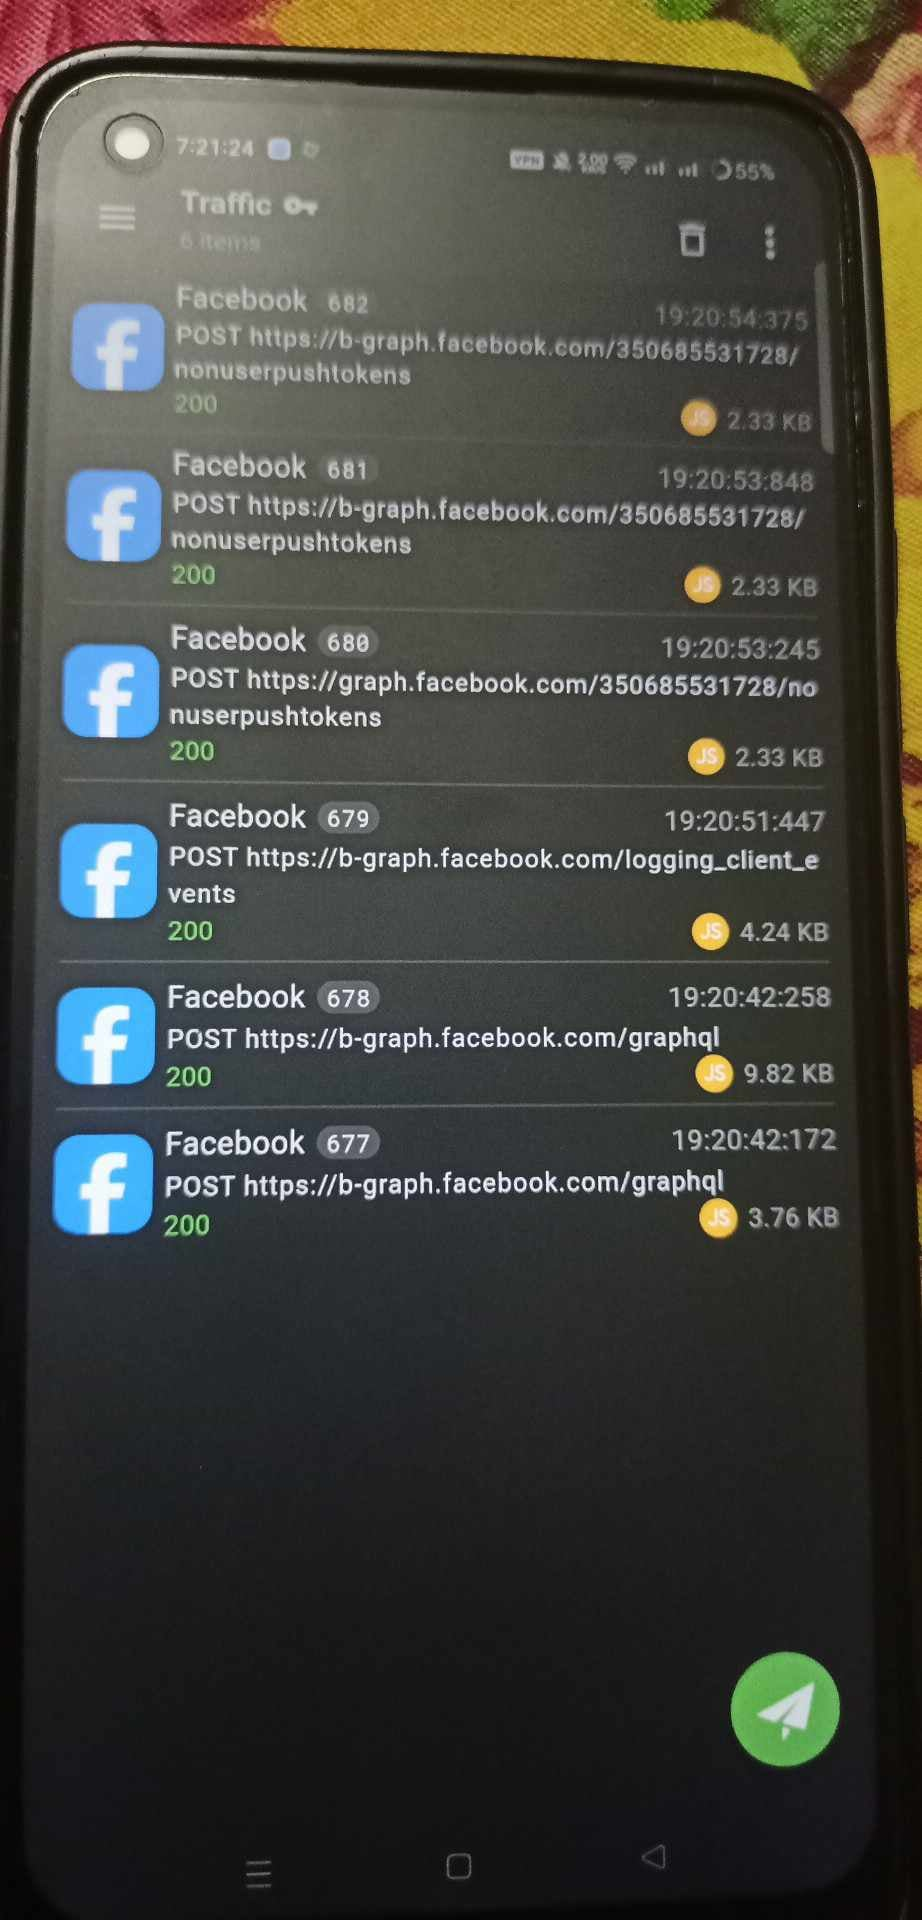 7:21:24
VPN 2.00 KB/S 55%
Traffic
6 items
Facebook 682 19:20:54:375
POST https://b-graph.facebook.com/350685531728/
nonuserpushtokens
200 JS 2.33 KB
Facebook 681 19:20:53:848
POST https://b-graph.facebook.com/350685531728/
nonuserpushtokens
200 JS 2.33 KB
Facebook 680 19:20:53:245
POST https://graph.facebook.com/350685531728/no
nuserpushtokens
200 JS 2.33 KB
Facebook 679 19:20:51:447
POST https://b-graph.facebook.com/logging_client_e
vents
200 JS 4.24 KB
Facebook 678 19:20:42:258
POST https://b-graph.facebook.com/graphql
200 JS 9.82 KB
Facebook 677 19:20:42:172
POST https://b-graph.facebook.com/graphql
200 JS 3.76 KB